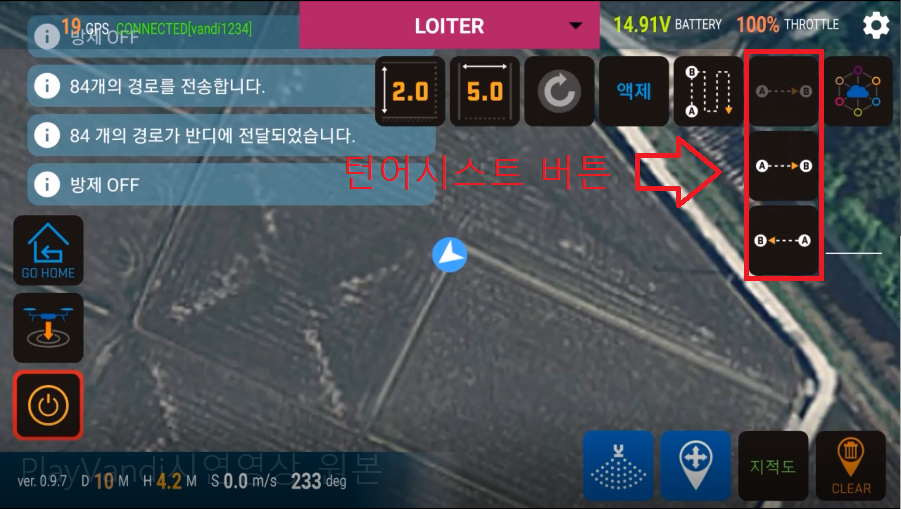 19 GPS CONNECTED[vandi1234]
LOITER
14.91V BATTERY 100% THROTTLE
방제 OFF
84개의 경로를 전송합니다.
84 개의 경로가 반디에 전달되었습니다.
방제 OFF
2.0
5.0
액제
B
A
A B
A B
B A
턴어시스트 버튼
GO HOME
PlayVandi시연영상_원본
ver. 0.9.7 D 10 M H 4.2 M S 0.0 m/s 233 deg
지적도
CLEAR